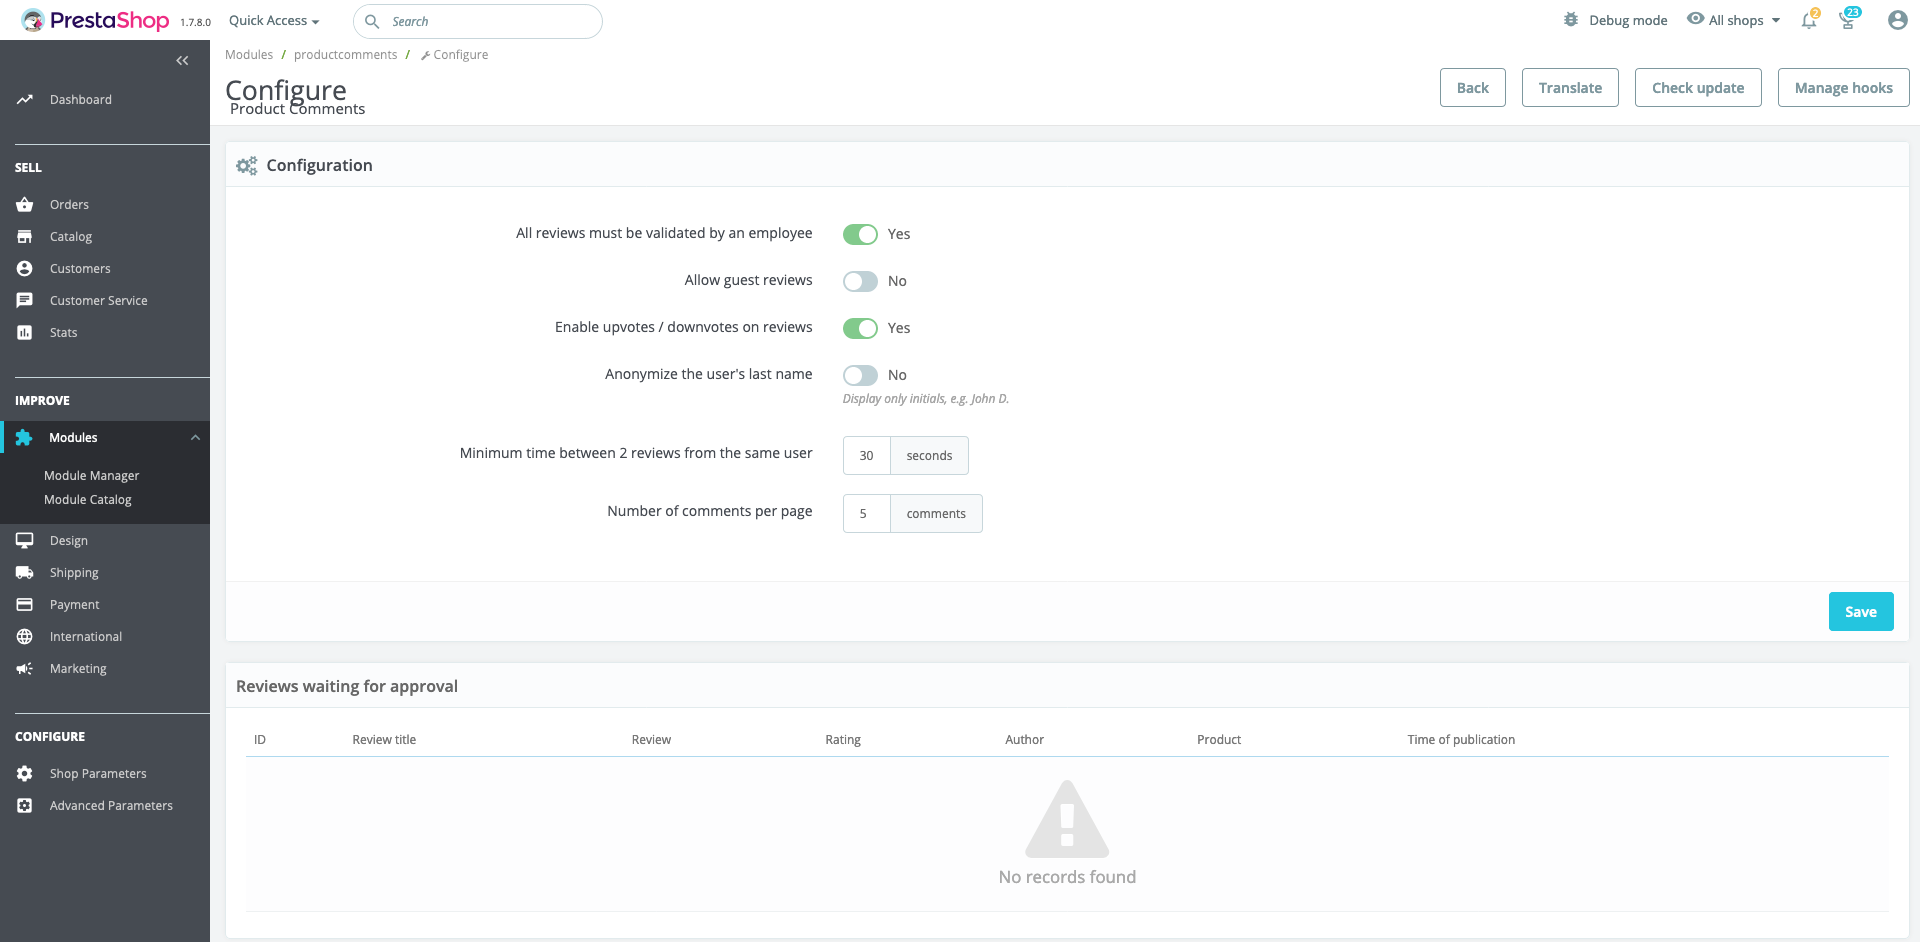 PrestaShop 1.7.8.0
Quick Access
Search
Debug mode
All shops
2
23
Modules / productcomments / Configure
Configure
Product Comments
Back
Translate
Check update
Manage hooks
Dashboard
SELL
Orders
Catalog
Customers
Customer Service
Stats
IMPROVE
Modules
Module Manager
Module Catalog
Design
Shipping
Payment
International
Marketing
CONFIGURE
Shop Parameters
Advanced Parameters
Configuration
All reviews must be validated by an employee Yes
Allow guest reviews No
Enable upvotes / downvotes on reviews Yes
Anonymize the user's last name No
Display only initials, e.g. John D.
Minimum time between 2 reviews from the same user 30 seconds
Number of comments per page 5 comments
Save
Reviews waiting for approval
ID Review title Review Rating Author Product Time of publication
No records found